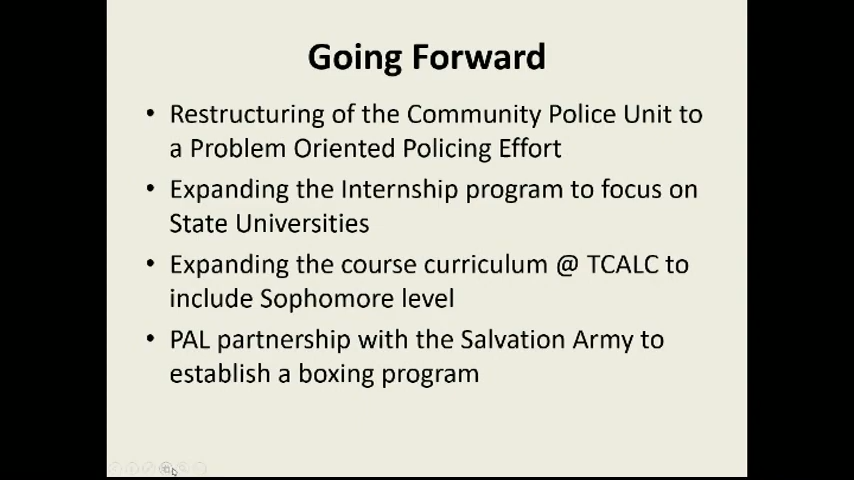 Going Forward
• Restructuring of the Community Police Unit to
a Problem Oriented Policing Effort
• Expanding the Internship program to focus on
State Universities
• Expanding the course curriculum @ TCALC to
include Sophomore level
• PAL partnership with the Salvation Army to
establish a boxing program